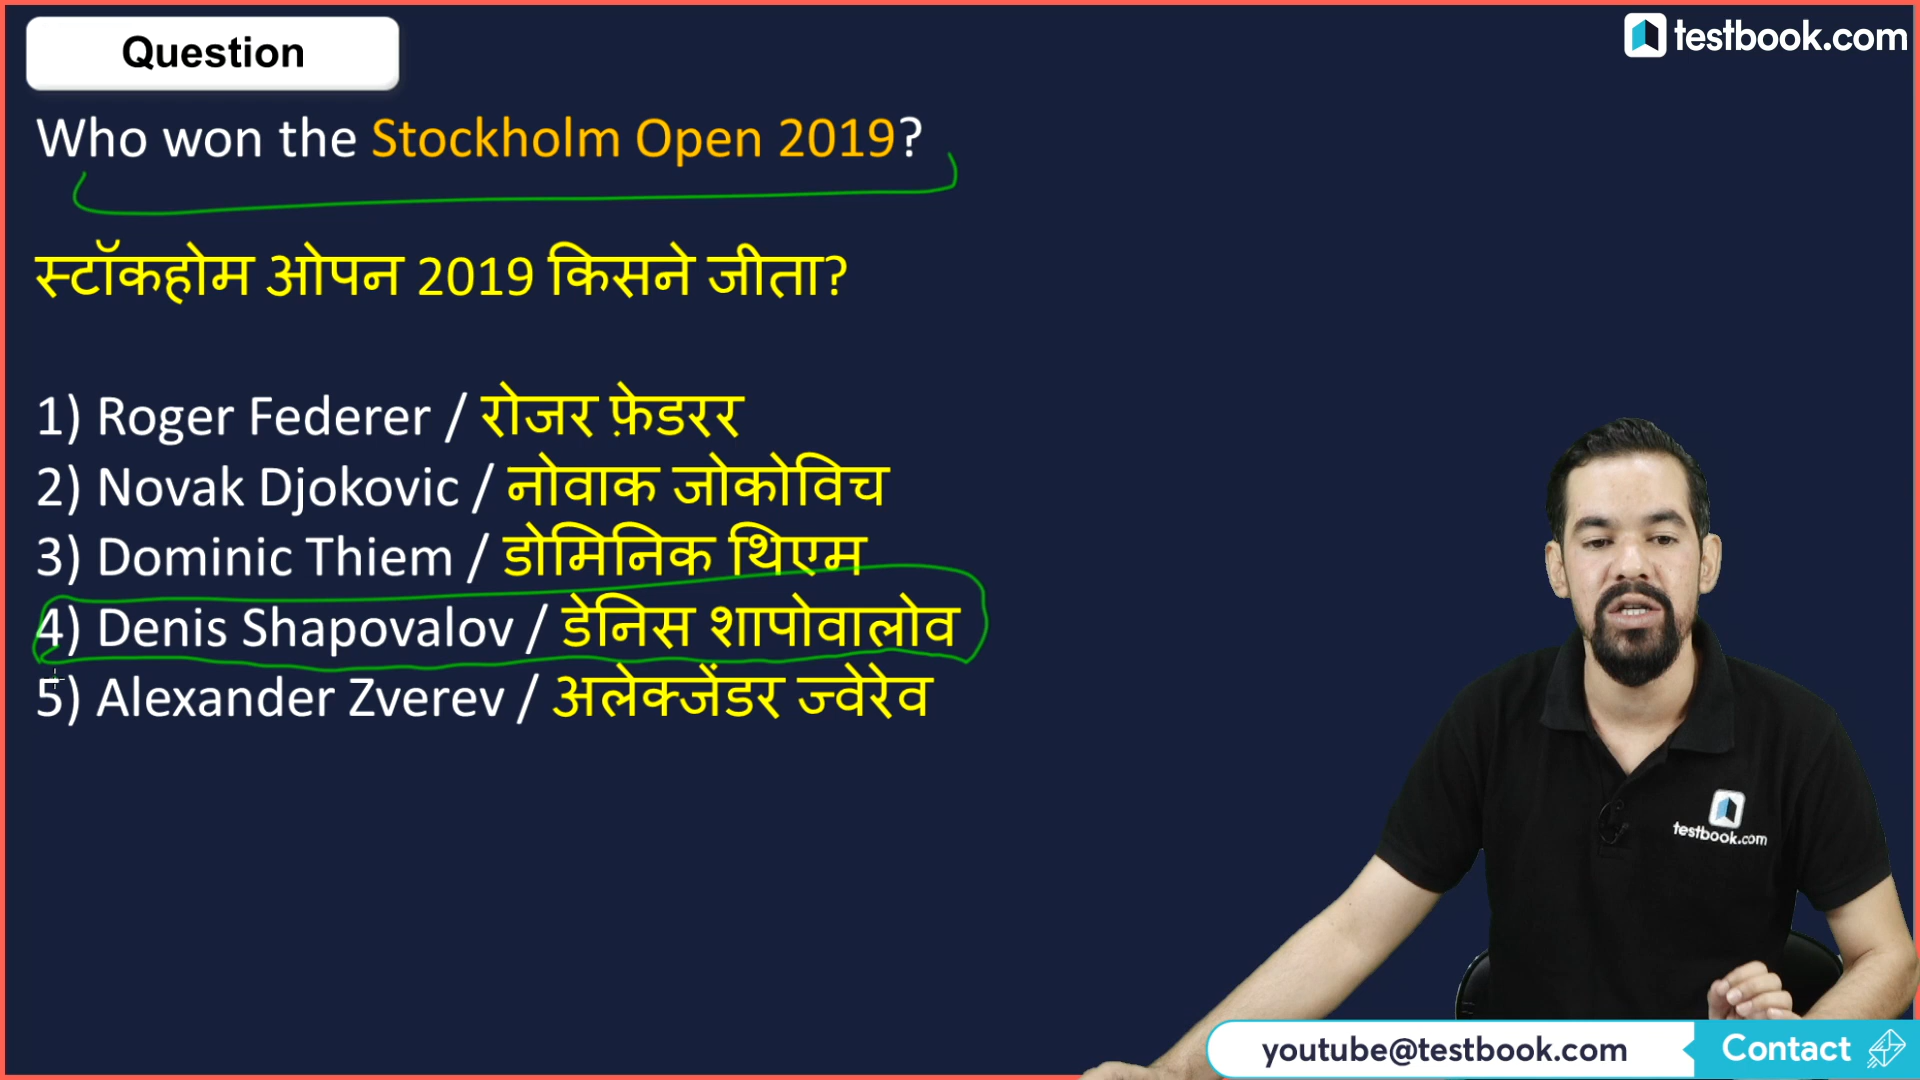 Question
testbook.com
Who won the Stockholm Open 2019?
स्टॉकहोम ओपन 2019 किसने जीता?
1) Roger Federer / रोजर फ़ेडरर
2) Novak Djokovic / नोवाक जोकोविच
3) Dominic Thiem / डोमिनिक थिएम
4) Denis Shapovalov / डेनिस शापोवालोव
5) Alexander Zverev / अलेक्जेंडर ज्वेरेव
testbook.com
youtube@testbook.com
Contact